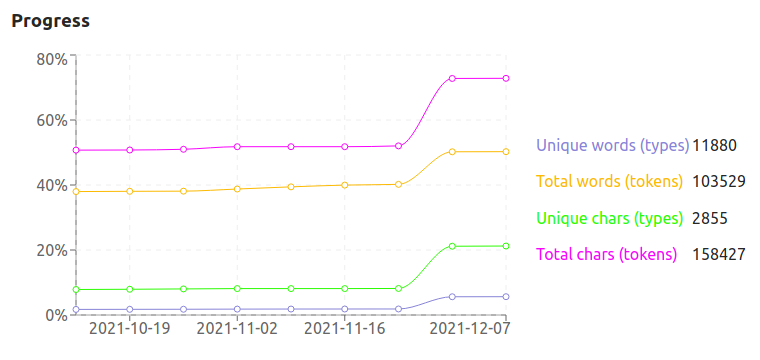 Progress
80%
60%
40%
20%
0%
2021-10-19 2021-11-02 2021-11-16 2021-12-07
Unique words (types) 11880
Total words (tokens) 103529
Unique chars (types) 2855
Total chars (tokens) 158427